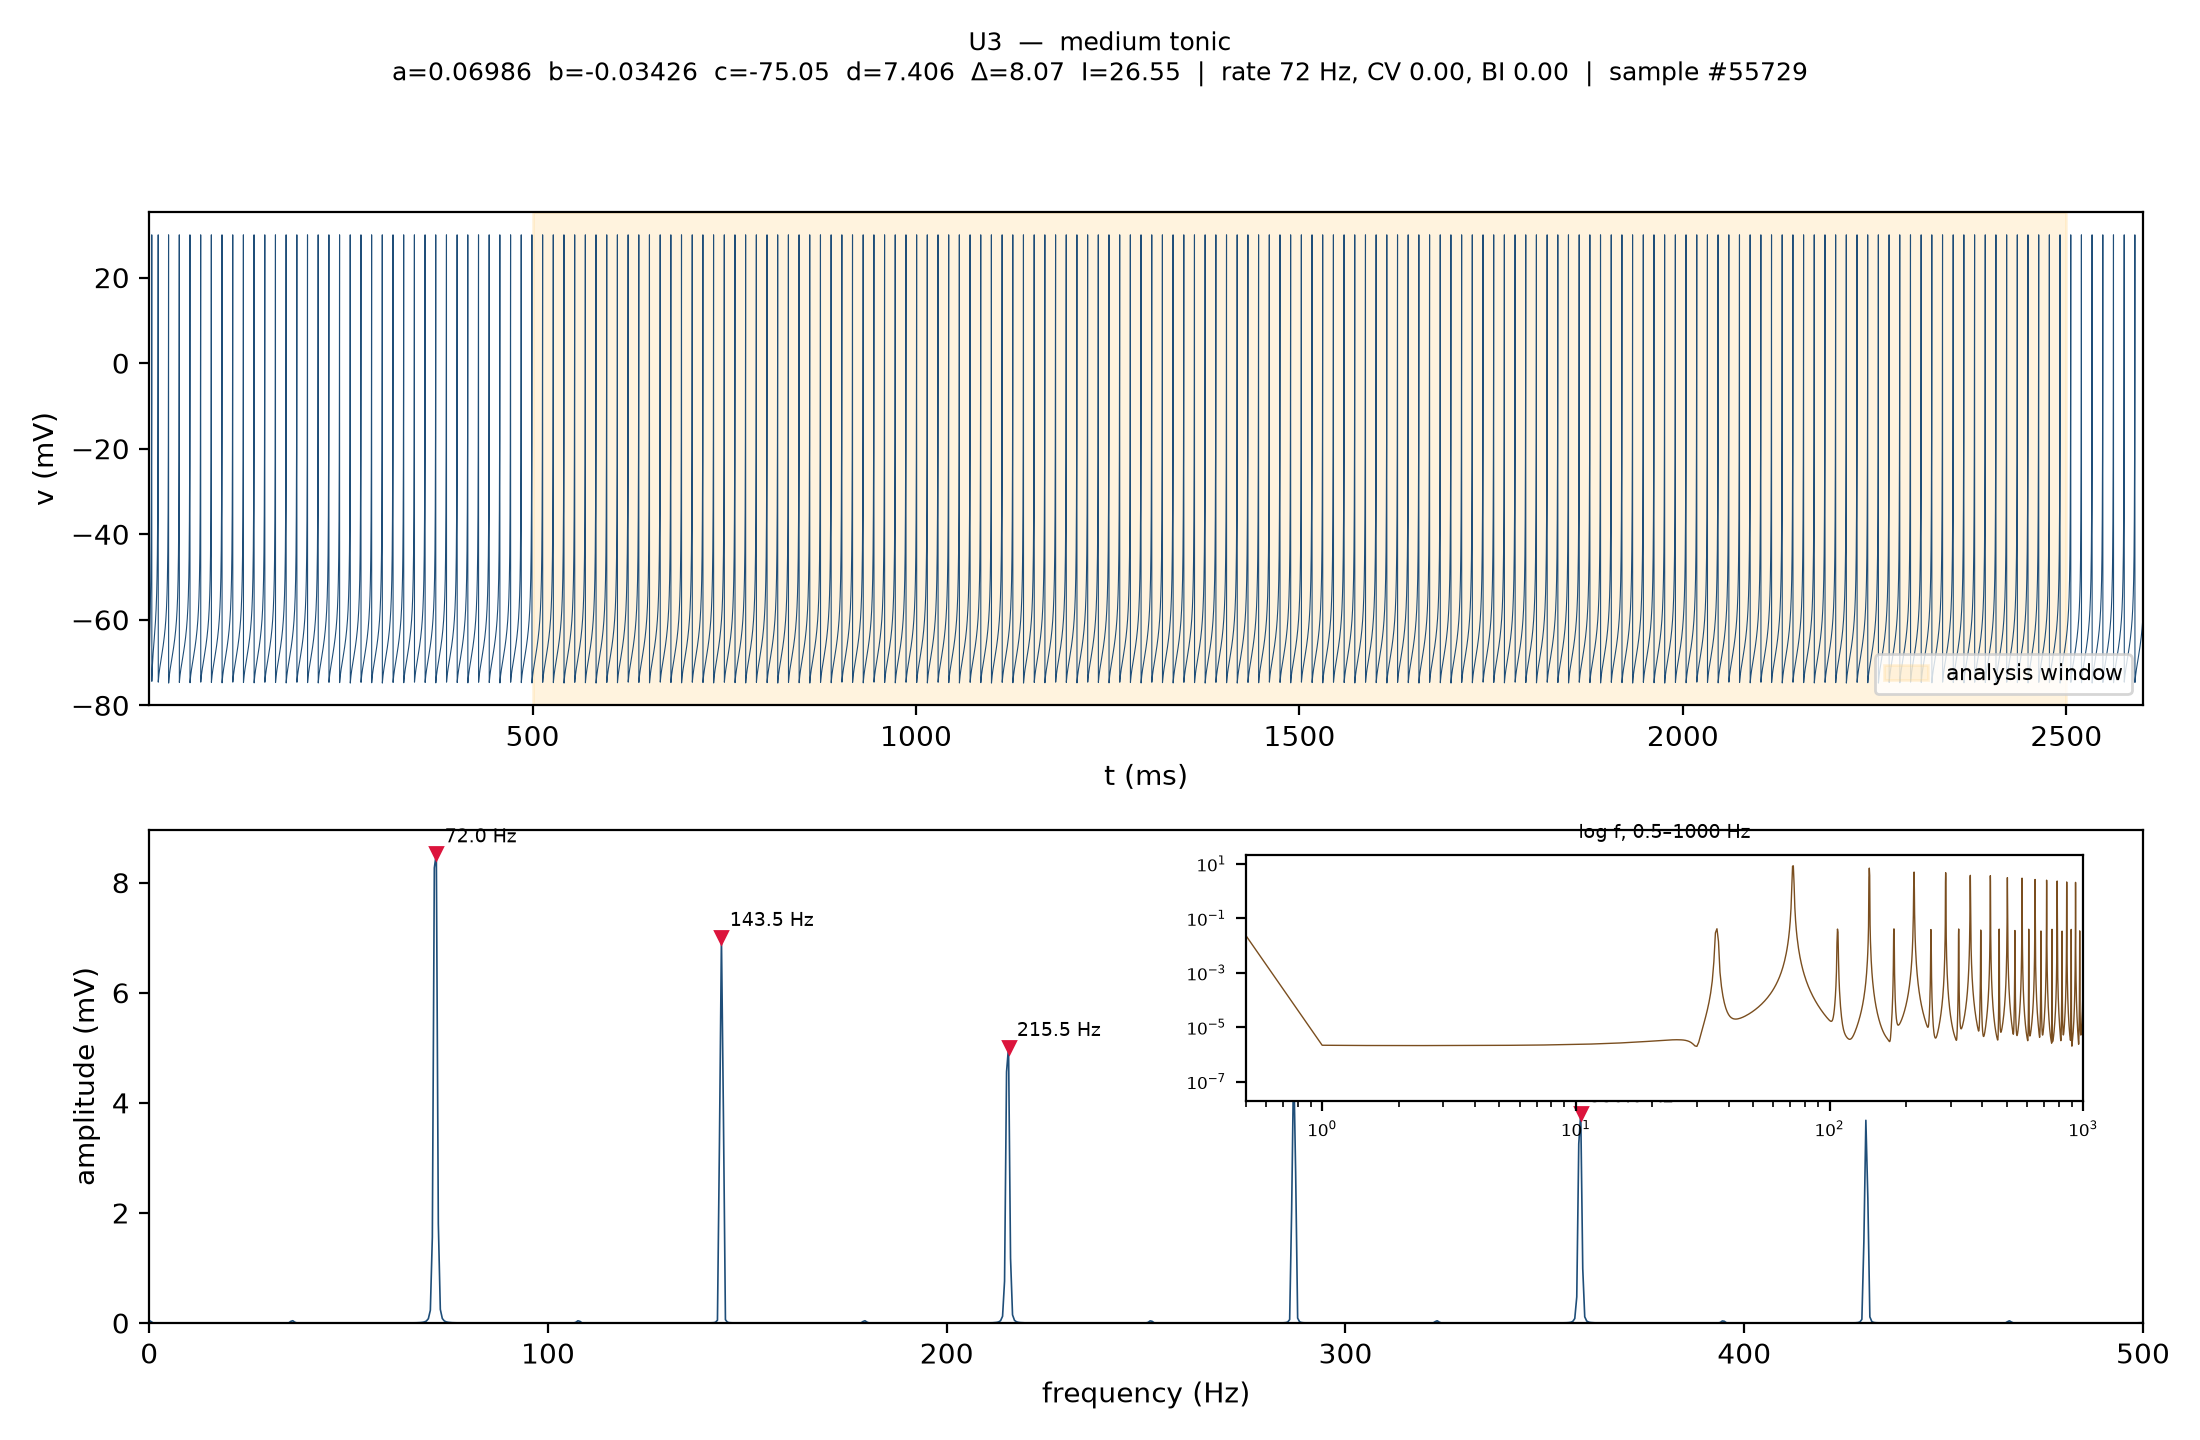 U3 — medium tonic
a=0.06986 b=-0.03426 c=-75.05 d=7.406 Δ=8.07 I=26.55 | rate 72 Hz, CV 0.00, BI 0.00 | sample #55729
20
0
−20
−40
−60
−80
v (mV)
analysis window
500
1000
1500
2000
2500
t (ms)
72.0 Hz
143.5 Hz
215.5 Hz
log f, 0.5–1000 Hz
10¹
10⁻¹
10⁻³
10⁻⁵
10⁻⁷
10⁰
10¹
10²
10³
8
6
4
2
0
amplitude (mV)
0
100
200
300
400
500
frequency (Hz)